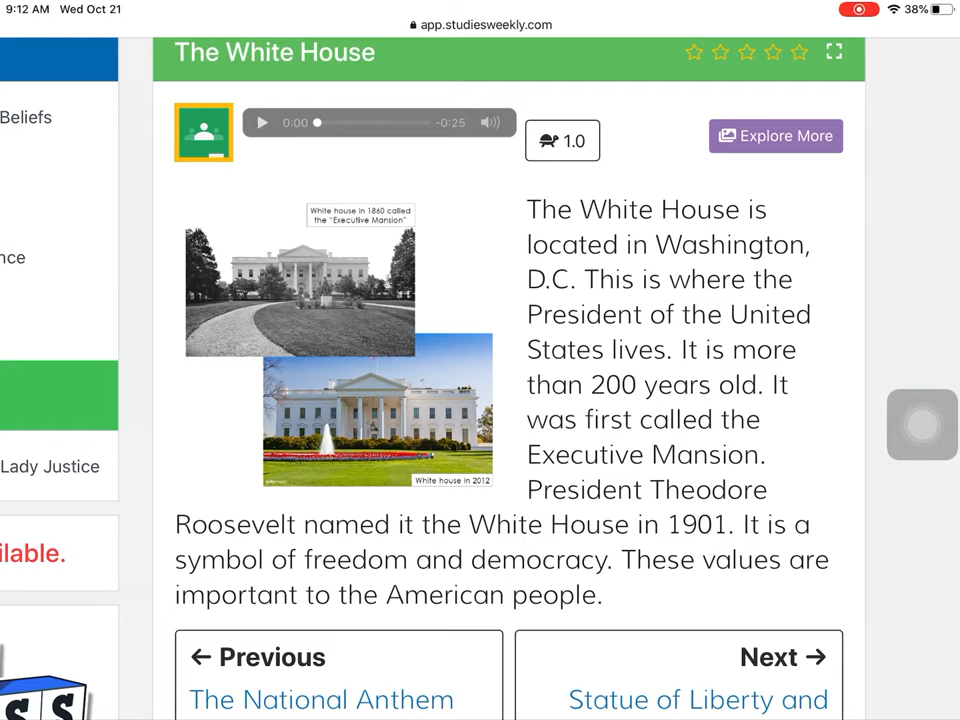 9:12 AM Wed Oct 21
38%
app.studiesweekly.com
The White House
Beliefs
0:00
-0:25
1.0
Explore More
White house in 1860 called
the "Executive Mansion"
The White House is
located in Washington,
D.C. This is where the
President of the United
States lives. It is more
than 200 years old. It
was first called the
Executive Mansion.
President Theodore
Roosevelt named it the White House in 1901. It is a
symbol of freedom and democracy. These values are
important to the American people.
White house in 2012
nce
Lady Justice
ilable.
S S
← Previous
The National Anthem
Next →
Statue of Liberty and